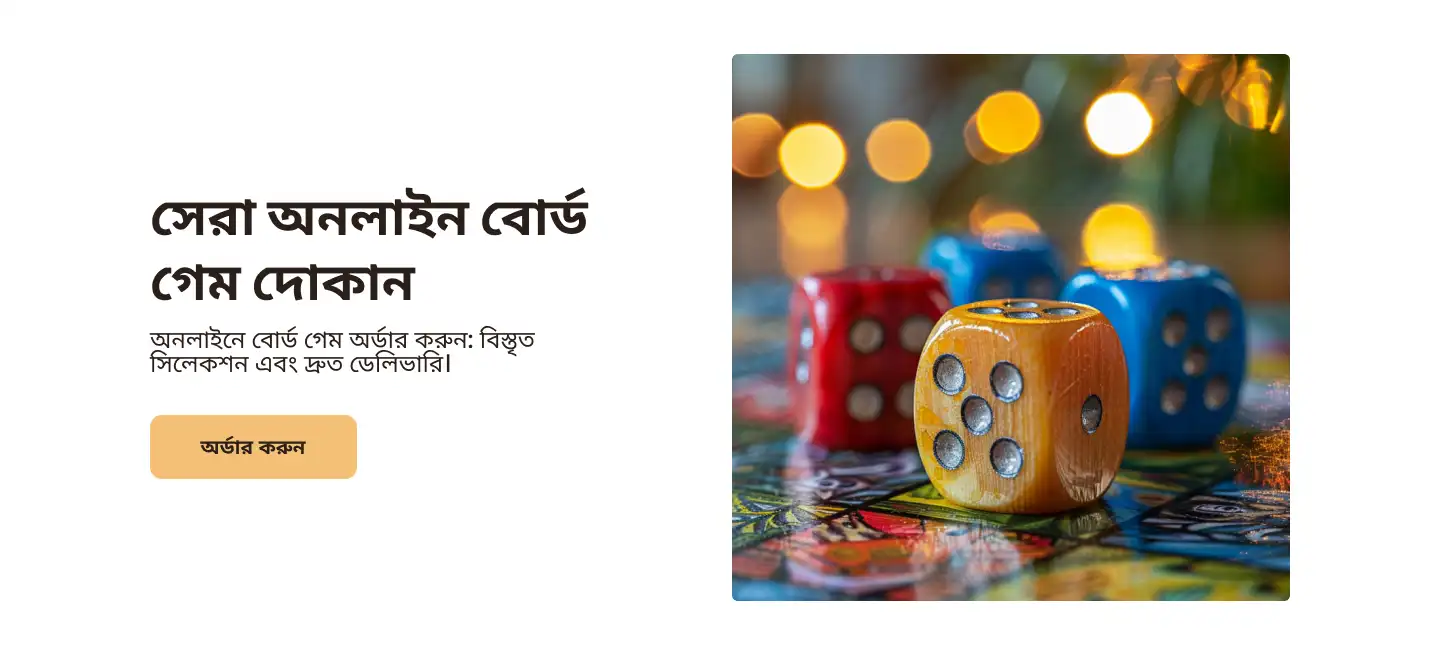 সেরা অনলাইন বোর্ড
গেম দোকান
অনলাইনে বোর্ড গেম অর্ডার করুন: বিস্তৃত
সিলেকশন এবং দ্রুত ডেলিভারি।
অর্ডার করুন